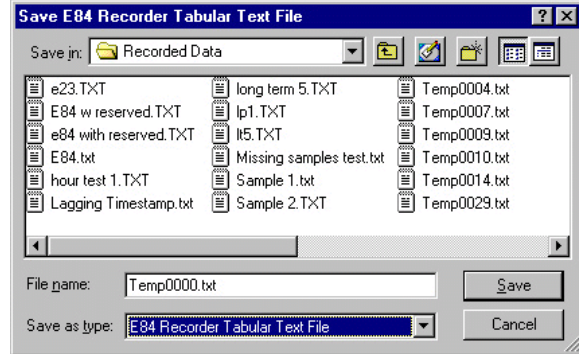 Save E84 Recorder Tabular Text File
Save in: Recorded Data
e23.TXT
E84 w reserved.TXT
e84 with reserved.TXT
E84.txt
hour test 1.TXT
Lagging Timestamp.txt
long term 5.TXT
lp1.TXT
lt5.TXT
Missing samples test.txt
Sample 1.txt
Sample 2.TXT
Temp0004.txt
Temp0007.txt
Temp0009.txt
Temp0010.txt
Temp0014.txt
Temp0029.txt
File name: Temp0000.txt Save
Save as type: E84 Recorder Tabular Text File Cancel